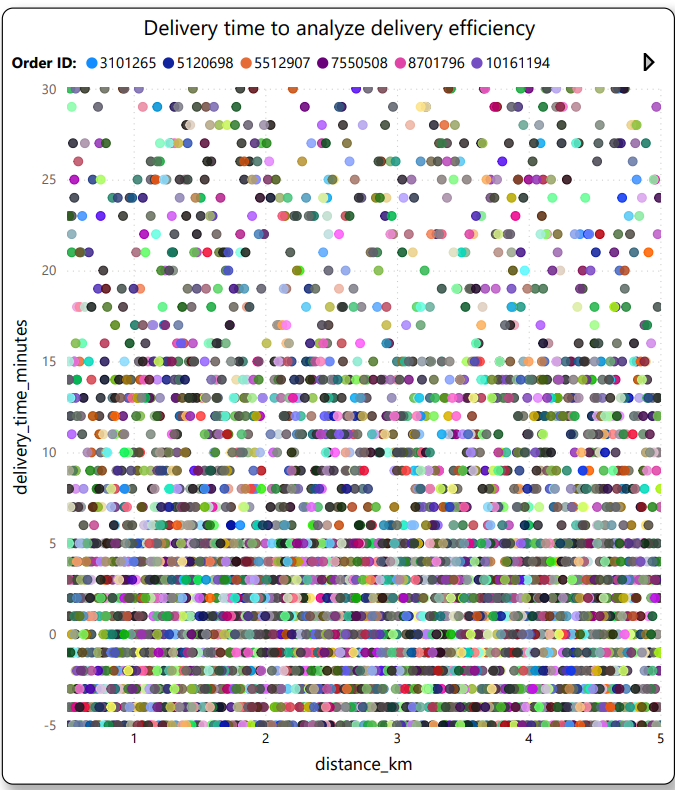 Delivery time to analyze delivery efficiency
Order ID: 3101265 5120698 5512907 7550508 8701796 10161194
30
25
20
15
10
5
0
-5
delivery_time_minutes
1 2 3 4 5
distance_km